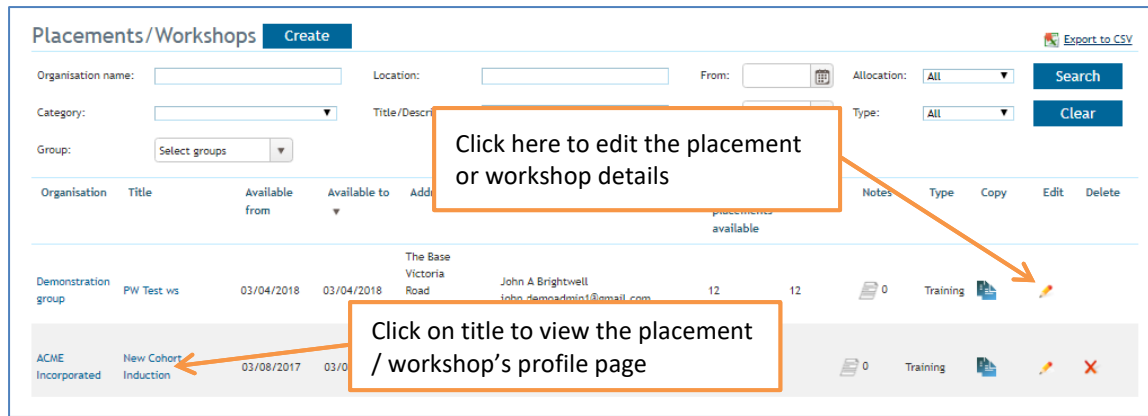 Placements/Workshops Create
Export to CSV
Organisation name: Location: From: Allocation: All Search
Category: Type: All Clear
Click here to edit the placement
or workshop details
Group: Select groups
Organisation Title Available from Available to Notes Type Copy Edit Delete
placements
available
Demonstration group PW Test ws 03/04/2018 03/04/2018 The Base Victoria Road John A Brightwell 12 12 0 Training
john.demoadmin1@gmail.com
Click on title to view the placement
/ workshop's profile page
ACME Incorporated New Cohort Induction 03/08/2017 0 Training